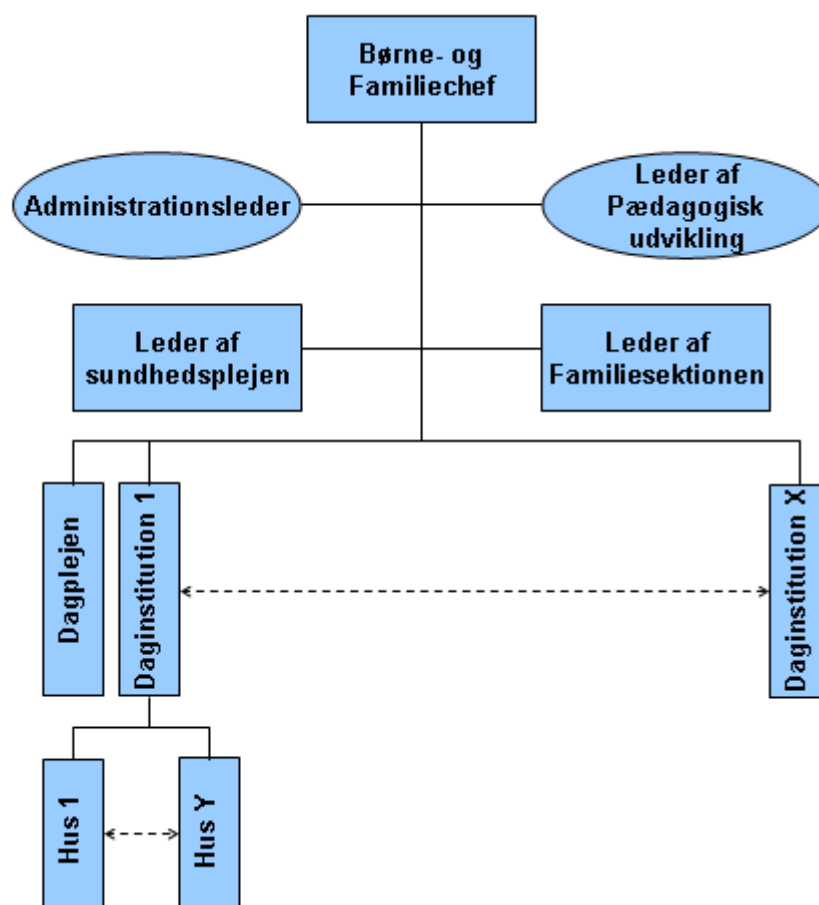 Børne- og
Familiechef
Administrationsleder
Leder af
Pædagogisk
udvikling
Leder af
sundhedsplejen
Leder af
Familiesektionen
Dagplejen
Daginstitution 1
Daginstitution X
Hus 1
Hus Y